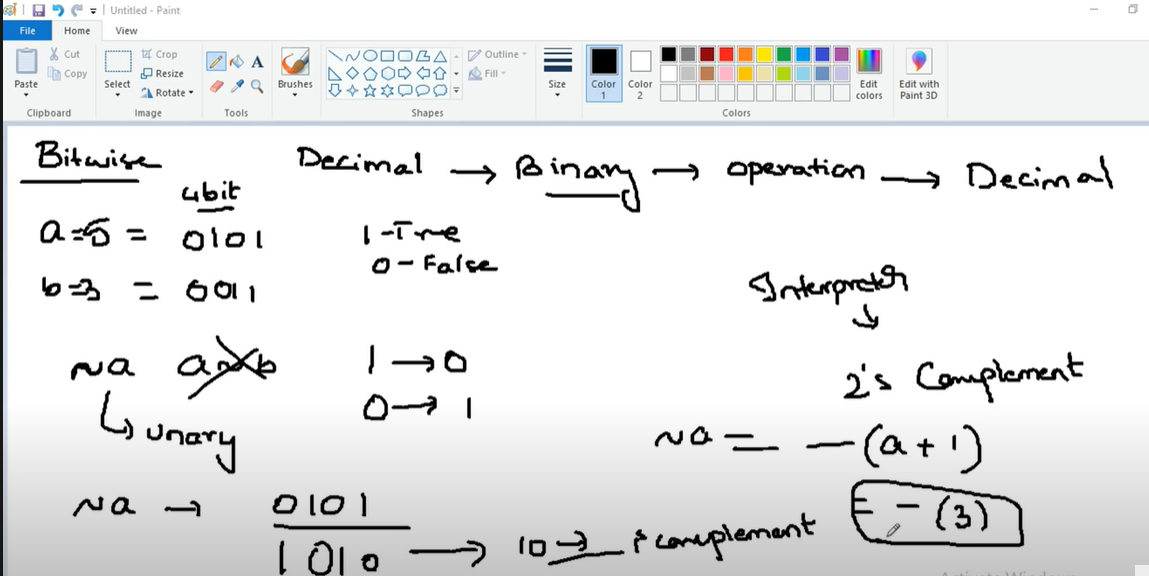 Untitled - Paint
File Home View
Paste
Cut
Copy
Clipboard
Select
Crop
Resize
Rotate
Image
A
Tools
Brushes
Shapes
Outline
Fill
Size
Color 1
Color 2
Colors
Edit colors
Edit with Paint 3D
Bitwise
Decimal → Binary → operation → Decimal
4bit
a=5 = 0101
1 - True
0 - False
b=3 = 0011
Interpreter
↓
~a a~b 1 → 0
2's Complement
0 → 1
↳ unary
~a = -(a+1)
~a → 0101
= -(3)
1010 → 10 → complement